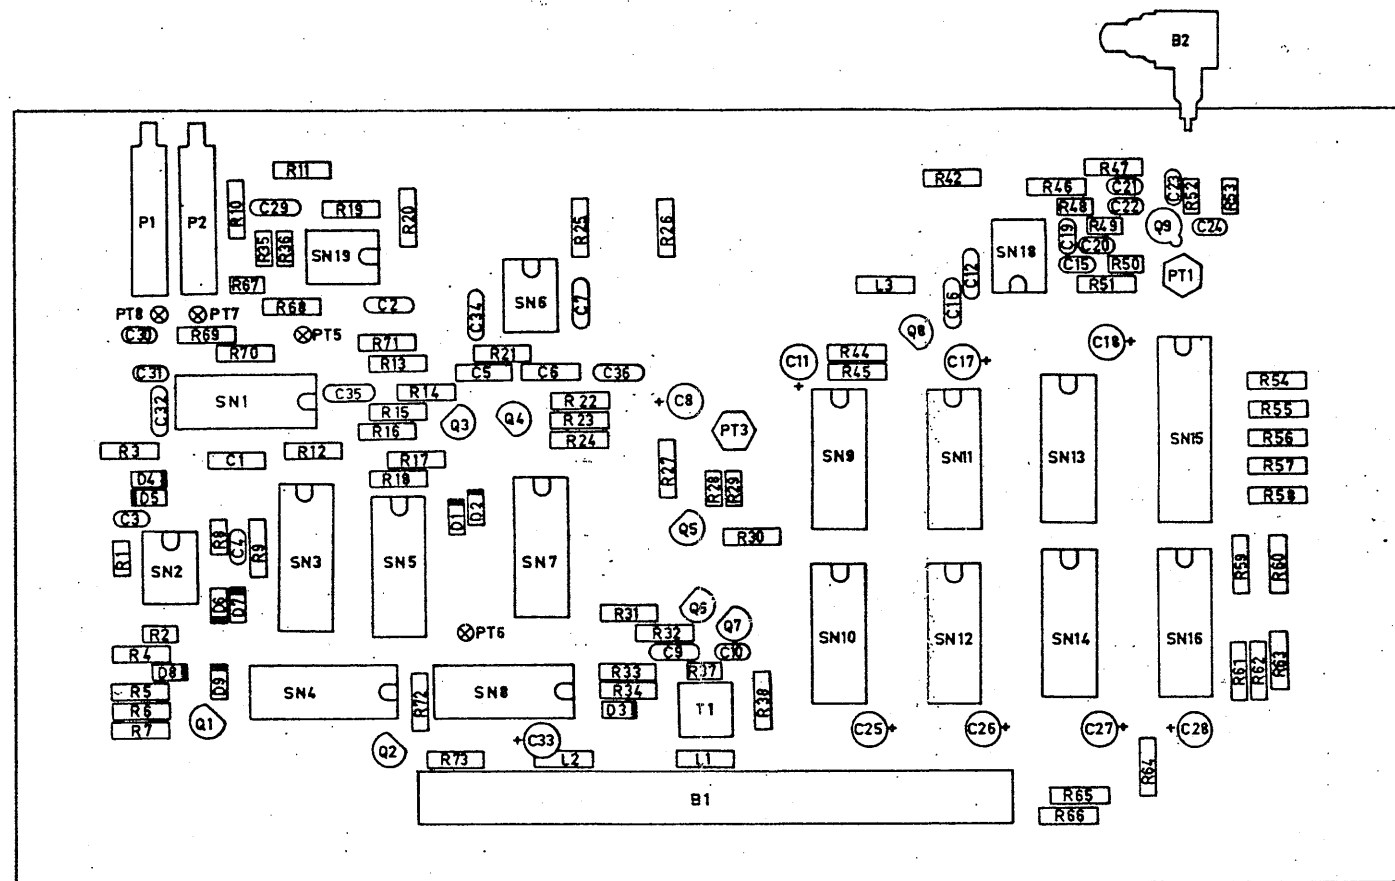 B2
R11
R42
R47
R46
C21
C23
R52
R53
P1
P2
R10
C29
R19
R20
R25
R26
R48
C22
R49
Q9
C24
C19
C20
R35
R36
SN19
SN18
C15
R50
PT1
C12
R51
R67
L3
C16
SN6
C7
C34
R68
C2
PT8
PT7
C30
R69
PT5
R71
R70
R13
R21
C5
C6
C36
Q8
C11
R44
R45
C17
C18
+
+
+
C31
C32
SN1
C35
R14
R15
R16
Q3
Q4
R22
R23
R24
+
C8
PT3
R54
R55
R56
R57
R58
SN9
SN11
SN13
SN15
R3
C1
R12
R17
R18
R27
R28
R29
D4
D5
C3
D1
D2
Q5
R30
R1
SN2
R8
C4
R9
SN3
SN5
SN7
R59
R60
D6
D7
R31
Q6
Q7
R32
C9
C10
PT6
SN10
SN12
SN14
SN16
R2
R4
D8
D9
R5
R6
R7
Q1
SN4
R72
SN8
R33
R34
R37
D3
T1
R38
R61
R62
R63
Q2
R73
+
C33
L2
L1
C25
+
C26
+
C27
+
+
C28
R64
B1
R65
R66